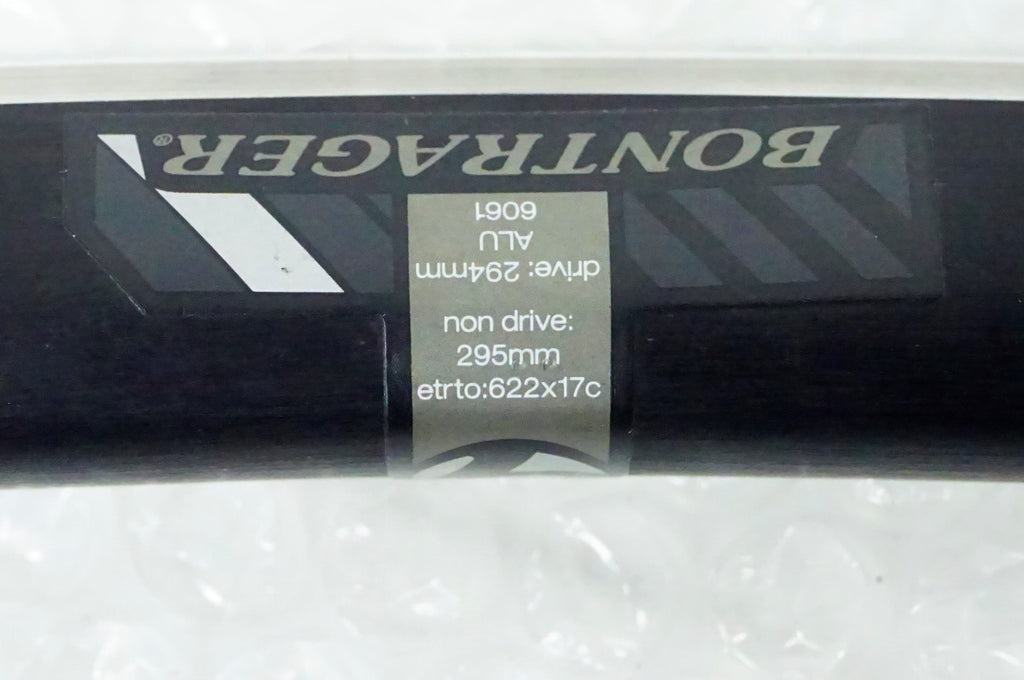 BONTRAGER®
6061
ALU
drive: 294mm
non drive:
295mm
etrto:622x17c